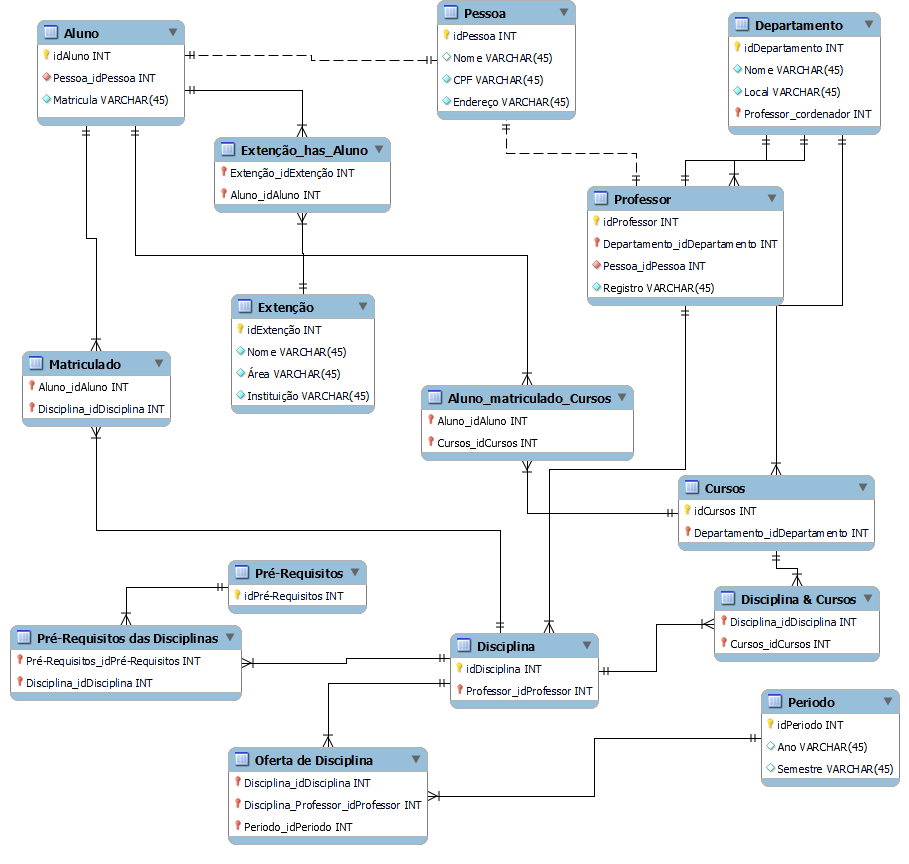 Aluno
idAluno INT
Pessoa_idPessoa INT
Matricula VARCHAR(45)
Pessoa
idPessoa INT
Nome VARCHAR(45)
CPF VARCHAR(45)
Endereço VARCHAR(45)
Departamento
idDepartamento INT
Nome VARCHAR(45)
Local VARCHAR(45)
Professor_cordenador INT
Extenção_has_Aluno
Extenção_idExtenção INT
Aluno_idAluno INT
Professor
idProfessor INT
Departamento_idDepartamento INT
Pessoa_idPessoa INT
Registro VARCHAR(45)
Extenção
idExtenção INT
Nome VARCHAR(45)
Área VARCHAR(45)
Instituição VARCHAR(45)
Matriculado
Aluno_idAluno INT
Disciplina_idDisciplina INT
Aluno_matriculado_Cursos
Aluno_idAluno INT
Cursos_idCursos INT
Cursos
idCursos INT
Departamento_idDepartamento INT
Pré-Requisitos
idPré-Requisitos INT
Disciplina & Cursos
Disciplina_idDisciplina INT
Cursos_idCursos INT
Pré-Requisitos das Disciplinas
Pré-Requisitos_idPré-Requisitos INT
Disciplina_idDisciplina INT
Disciplina
idDisciplina INT
Professor_idProfessor INT
Periodo
idPeriodo INT
Ano VARCHAR(45)
Semestre VARCHAR(45)
Oferta de Disciplina
Disciplina_idDisciplina INT
Disciplina_Professor_idProfessor INT
Periodo_idPeriodo INT